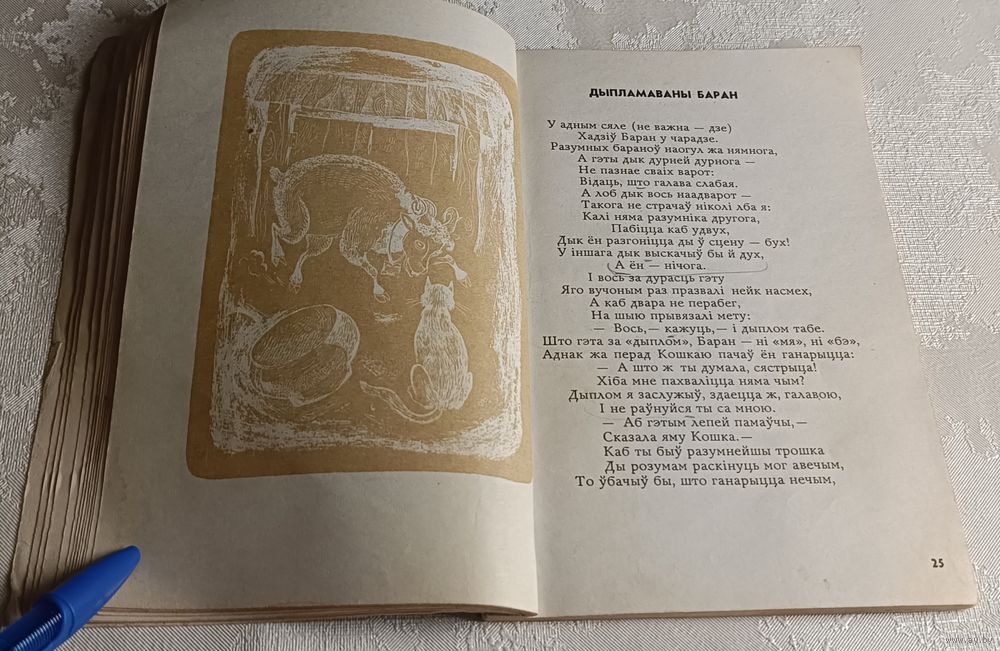 ДЫПЛАМАВАНЫ БАРАН
У адным сяле (не важна — дзе)
Хадзіў Баран у чарадзе.
Разумных бараноў наогул жа нямнога,
А гэты дык дурней дурнога —
Не пазнае сваіх варот:
Відаць, што галава слабая.
А лоб дык вось наадварот —
Такога не страчаў ніколі лба я:
Калі няма разумніка другога,
Пабіцца каб удвух,
Дык ён разгоніцца ды ў сцену — бух!
У іншага дык выскачыў бы й дух,
А ён — нічога.
І вось за дурасць гэту
Яго вучоным раз празвалі нейк насмех,
А каб двара не перабег,
На шыю прывязалі мету:
— Вось,— кажуць,— і дыплом табе.
Што гэта за «дыплом», Баран — ні «мя», ні «бэ»,
Аднак жа перад Кошкаю пачаў ён ганарыцца:
— А што ж ты думала, сястрыца!
Хіба мне пахваліцца няма чым?
Дыплом я заслужыў, здаецца ж, галавою,
І не раўнуйся ты са мною.
— Аб гэтым лепей памаўчы,—
Сказала яму Кошка.—
Каб ты быў разумнейшы трошка
Ды розумам раскінуць мог авечым,
То ўбачыў бы, што ганарыцца нечым,
25
www.av.by